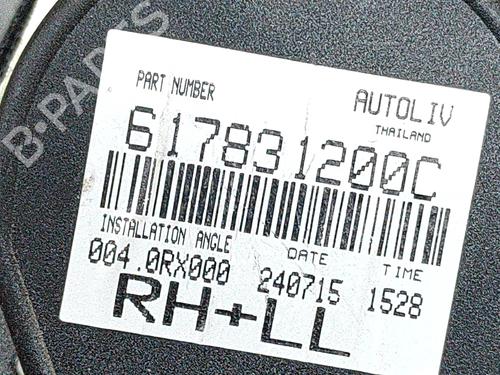 PART NUMBER
AUTOLIV
THAILAND
617831200C
INSTALLATION ANGLE
DATE
TIME
004.0RX000
240715
1528
RH+LL
B-PARTS